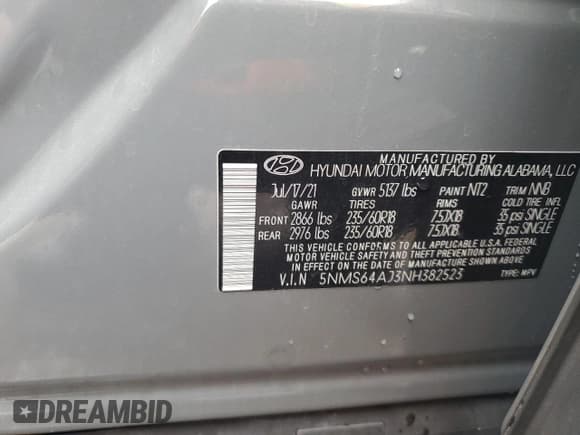 MANUFACTURED BY
HYUNDAI MOTOR MANUFACTURING ALABAMA, LLC
Jul/17/21 GVWR 5137 lbs PAINT NT2 TRIM NNB
GAWR TIRES RIMS COLD TIRE INFL
FRONT 2866 lbs 235/60R18 7.5JX18 35 psi SINGLE
REAR 2976 lbs 235/60R18 7.5JX18 35 psi SINGLE
THIS VEHICLE CONFORMS TO ALL APPLICABLE U.S.A. FEDERAL
MOTOR VEHICLE SAFETY, BUMPER, AND THEFT PREVENTION STANDARDS
IN EFFECT ON THE DATE OF MANUFACTURE SHOWN ABOVE.
V.I.N 5NMS64AJ3NH382523 TYPE: MPV
DREAMBID